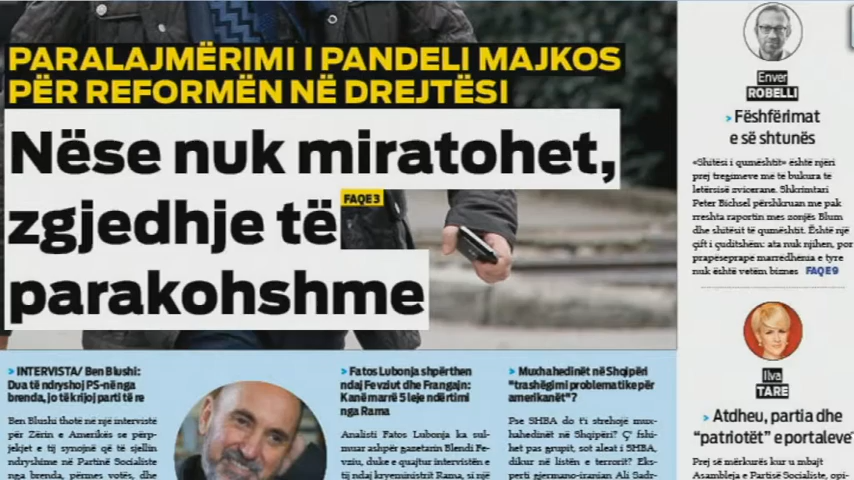 PARALAJMËRIMI I PANDELI MAJKOS
PËR REFORMËN NË DREJTËSI
Nëse nuk miratohet,
zgjedhje të
FAQE 3
parakohshme
Enver
ROBELLI
› Fëshfërimat
e së shtunës
«Shitësi i qumështit» është njëri
prej tregimeve më të bukura të
letërsisë zvicerane. Shkrimtari
Peter Bichsel përshkruan me pak
rreshta raportin mes zonjës Blum
dhe shitësit të qumështit. Është një
çift i çuditshëm: ata nuk njihen, por
prapëseprapë marrëdhënia e tyre
nuk është vetëm biznes FAQE 9
Ilva
TARE
› Atdheu, partia dhe
“patriotët” e portaleve
Prej së mërkurës kur u mbajt
Asambleja e Partisë Socialiste, opi-
› INTERVISTA/ Ben Blushi:
Dua të ndryshoj PS-në nga
brenda, jo të krijoj parti të re
Ben Blushi thotë në një intervistë
për Zërin e Amerikës se përp-
jekjet e tij synojnë që të sjellin
ndryshime në Partinë Socialiste
nga brenda, përmes votës, dhe
› Fatos Lubonja shpërthen
ndaj Fevziut dhe Frangajn:
Kanë marrë 5 leje ndërtimi
nga Rama
Analisti Fatos Lubonja ka sul-
muar ashpër gazetarin Blendi Fe-
vziu, duke e quajtur intervistën e
tij ndaj kryeministrit Rama, si një
› Muxhahedinët në Shqipëri
“trashëgimi problematike për
amerikanët”?
Pse SHBA do t'i strehojë mux-
hahedinët në Shqipëri? Ç' fshi-
het pas grupit, sot aleat i SHBA,
dikur në listën e terrorit? Eks-
perti gjermano-iranian Ali Sadr-